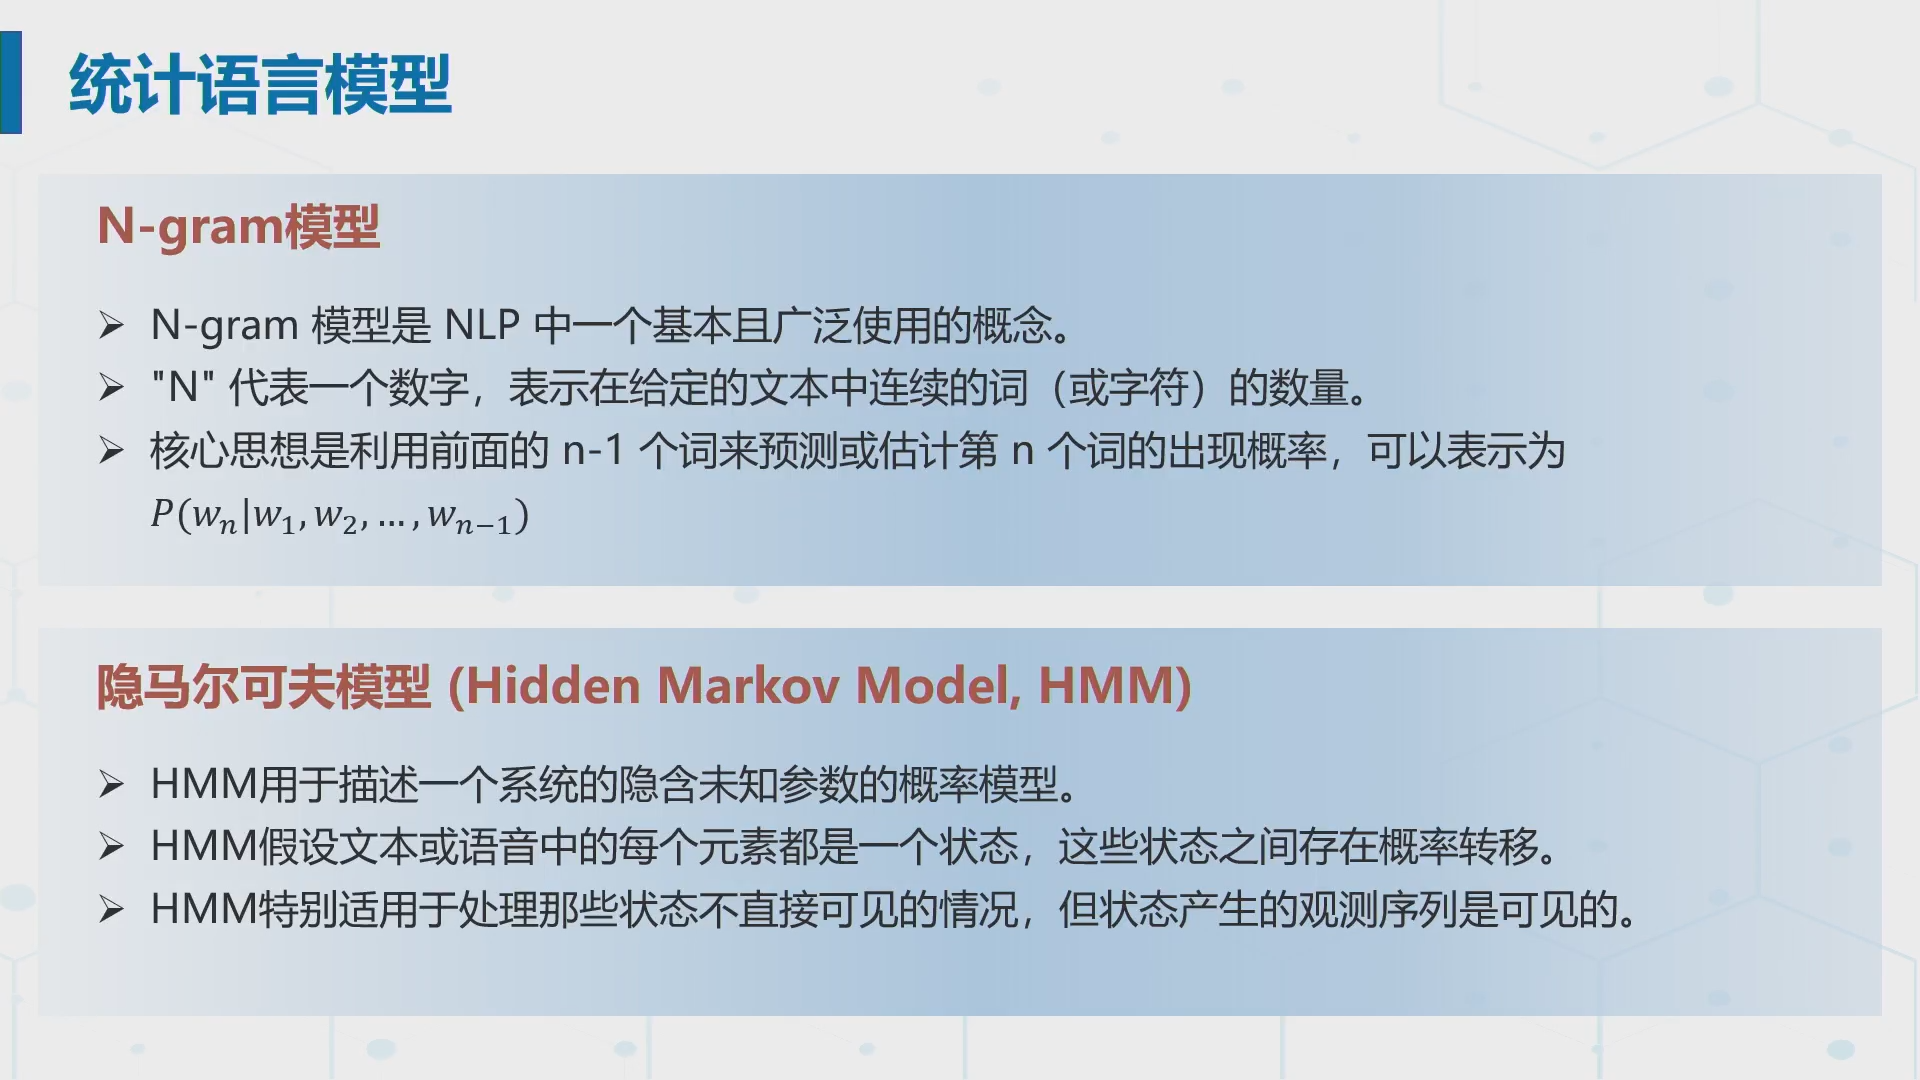 统计语言模型
N-gram模型
➢ N-gram 模型是 NLP 中一个基本且广泛使用的概念。
➢ "N" 代表一个数字，表示在给定的文本中连续的词（或字符）的数量。
➢ 核心思想是利用前面的 n-1 个词来预测或估计第 n 个词的出现概率，可以表示为
P(wₙ|w₁, w₂, … , wₙ₋₁)
隐马尔可夫模型 (Hidden Markov Model, HMM)
➢ HMM用于描述一个系统的隐含未知参数的概率模型。
➢ HMM假设文本或语音中的每个元素都是一个状态，这些状态之间存在概率转移。
➢ HMM特别适用于处理那些状态不直接可见的情况，但状态产生的观测序列是可见的。